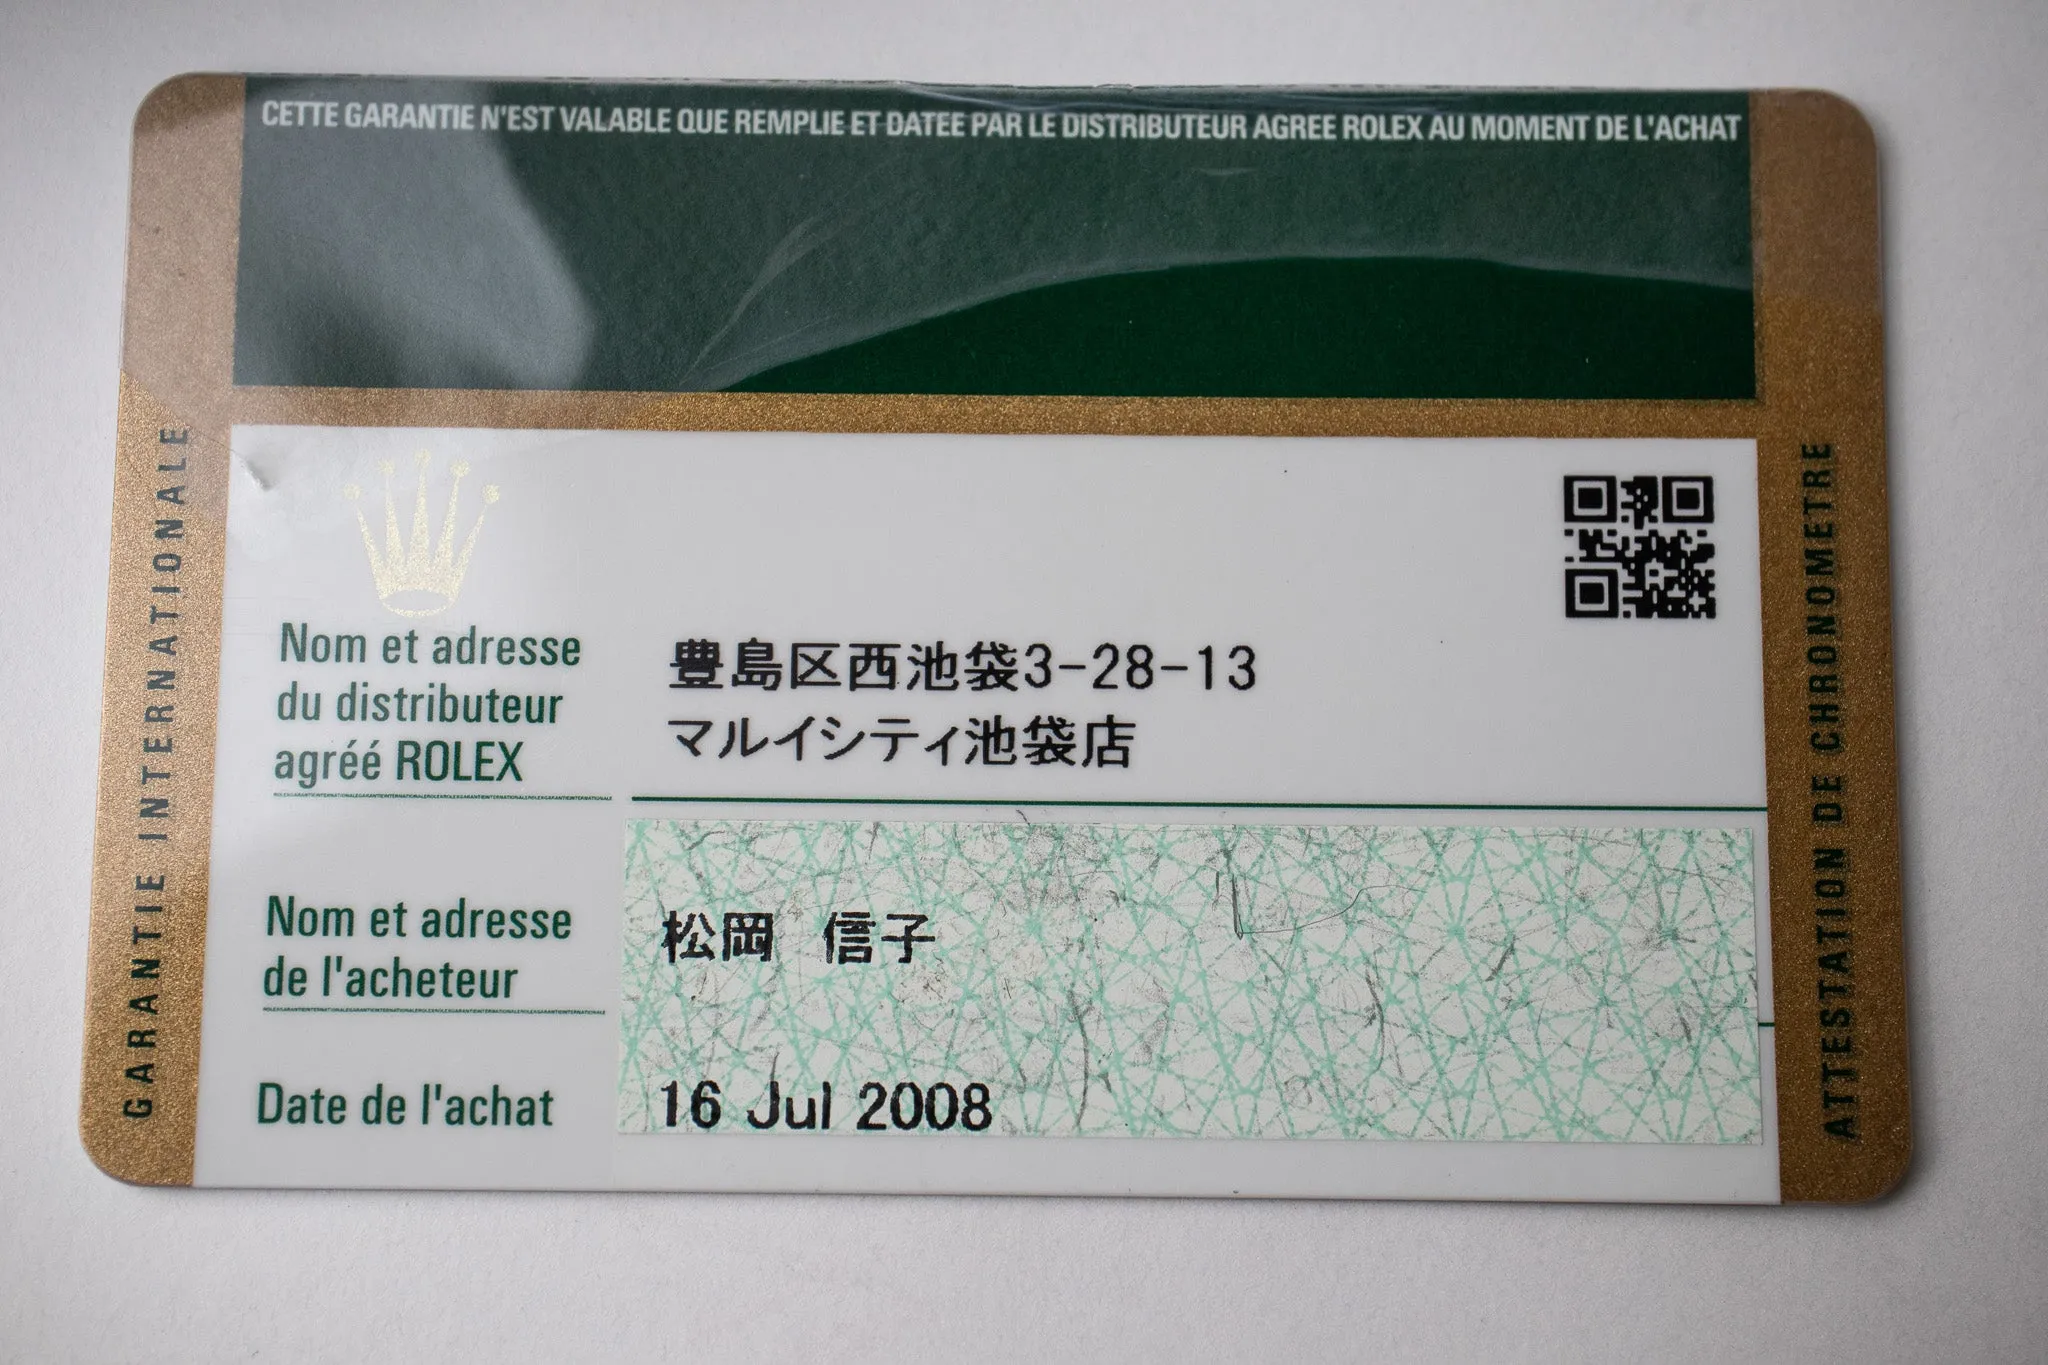 CETTE GARANTIE N'EST VALABLE QUE REMPLIE ET DATEE PAR LE DISTRIBUTEUR AGREE ROLEX AU MOMENT DE L'ACHAT
GARANTIE INTERNATIONALE
Nom et adresse
du distributeur
agréé ROLEX
豊島区西池袋3-28-13
マルイシティ池袋店
Nom et adresse
de l'acheteur
松岡 信子
Date de l'achat
16 Jul 2008
ATTESTATION DE CHRONOMETRE